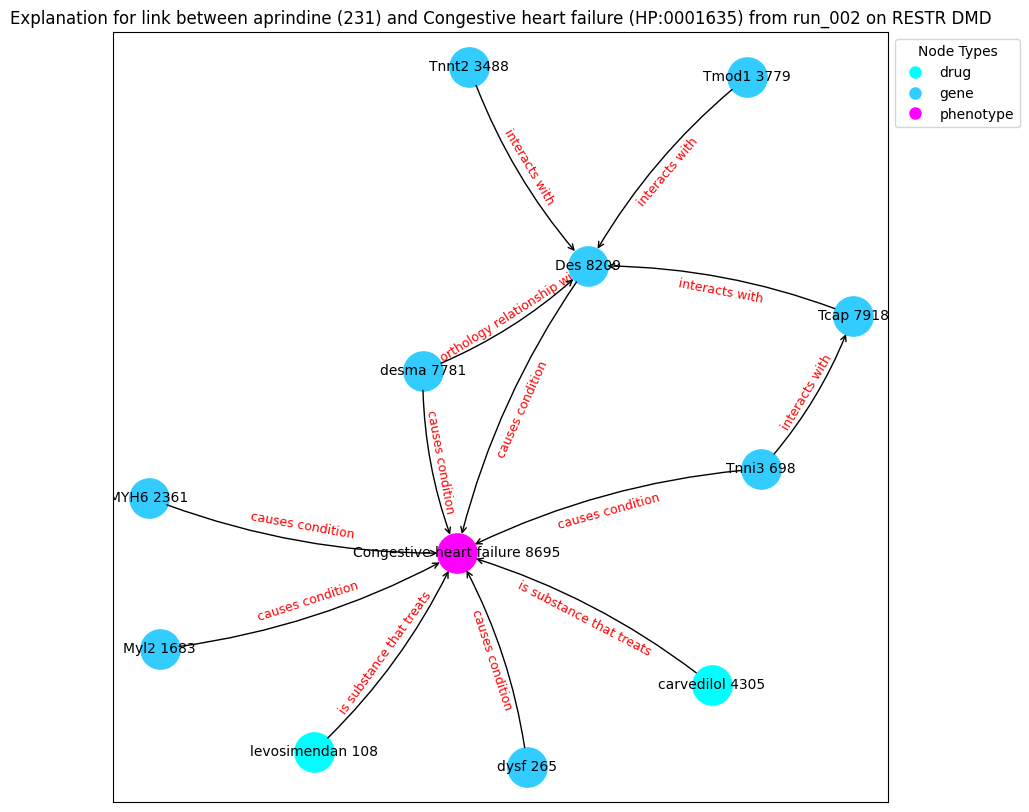 Explanation for link between aprindine (231) and Congestive heart failure (HP:0001635) from run_002 on RESTR DMD
Node Types
drug
gene
phenotype
Tnnt2 3488
Tmod1 3779
interacts with
interacts with
Des 8209
interacts with
Tcap 7918
orthology relationship wi
desma 7781
causes condition
interacts with
causes condition
Tnni3 698
MYH6 2361
causes condition
causes condition
Congestive heart failure 8695
causes condition
is substance that treats
is substance that treats
causes condition
Myl2 1683
carvedilol 4305
levosimendan 108
dysf 265